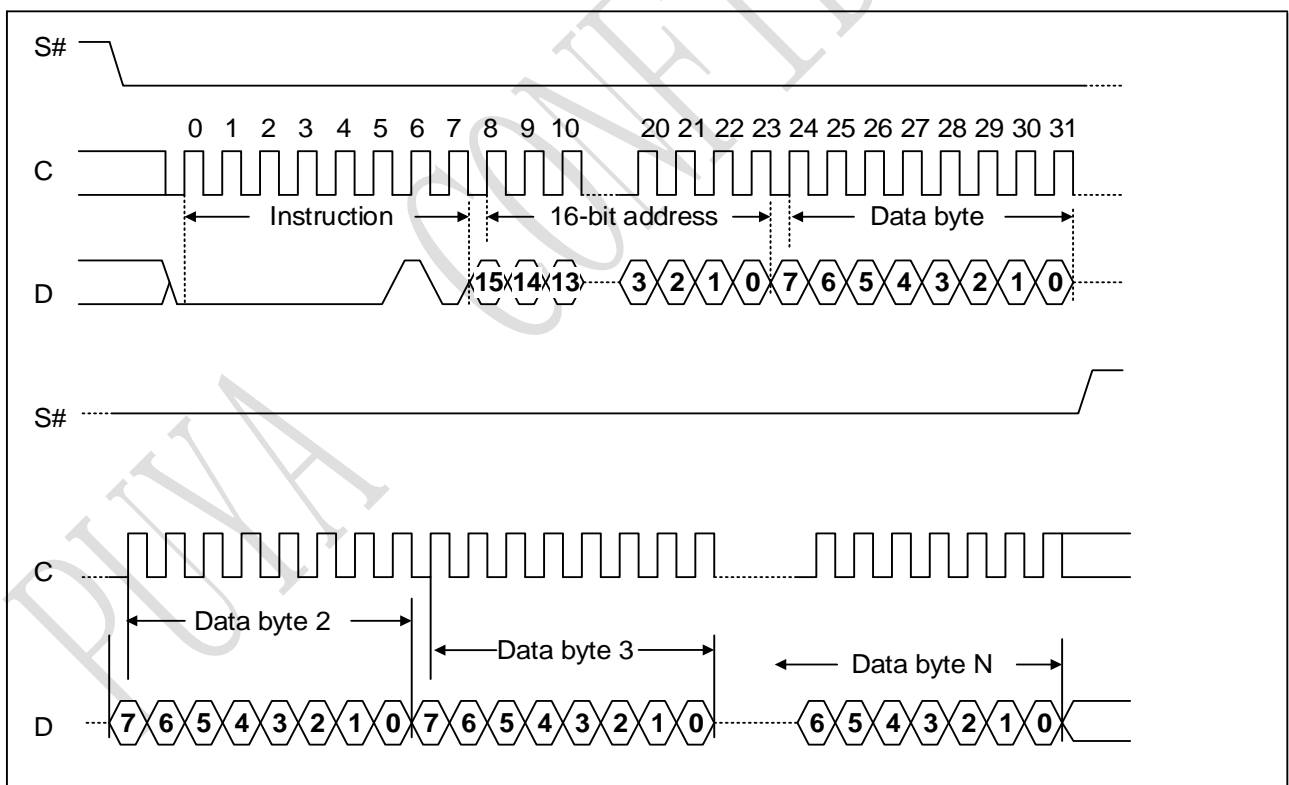 S#
0 1 2 3 4 5 6 7 8 9 10 20 21 22 23 24 25 26 27 28 29 30 31
C
Instruction 16-bit address Data byte
D 15 14 13 3 2 1 0 7 6 5 4 3 2 1 0
S#
C
Data byte 2 Data byte 3 Data byte N
D 7 6 5 4 3 2 1 0 7 6 5 4 3 2 1 0 6 5 4 3 2 1 0
PUYA